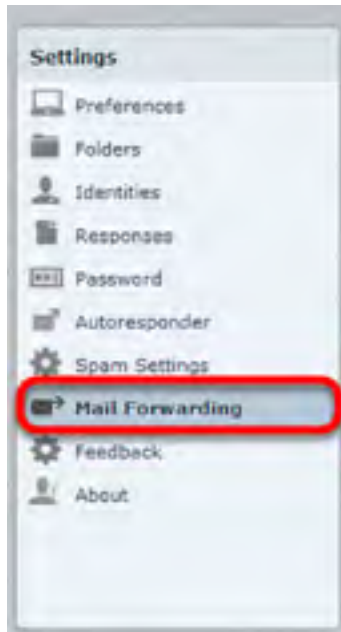 Settings
Preferences
Folders
Identities
Responses
Password
Autoresponder
Spam Settings
Mail Forwarding
Feedback
About